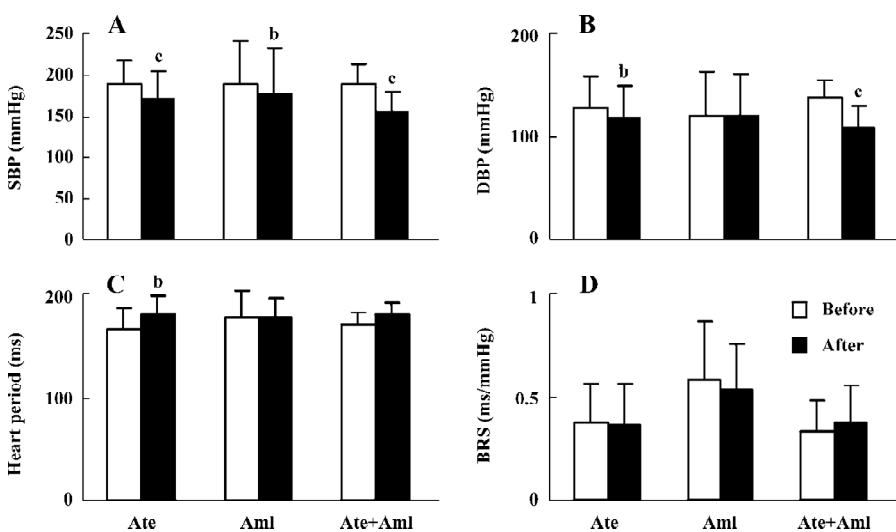 A
SBP (mmHg)
250
200
150
100
50
0
c
b
c
B
DBP (mmHg)
200
100
0
b
c
C
Heart period (ms)
200
100
0
b
Ate
Aml
Ate+Aml
D
BRS (ms/mmHg)
1
0.5
0
Before
After
Ate
Aml
Ate+Aml